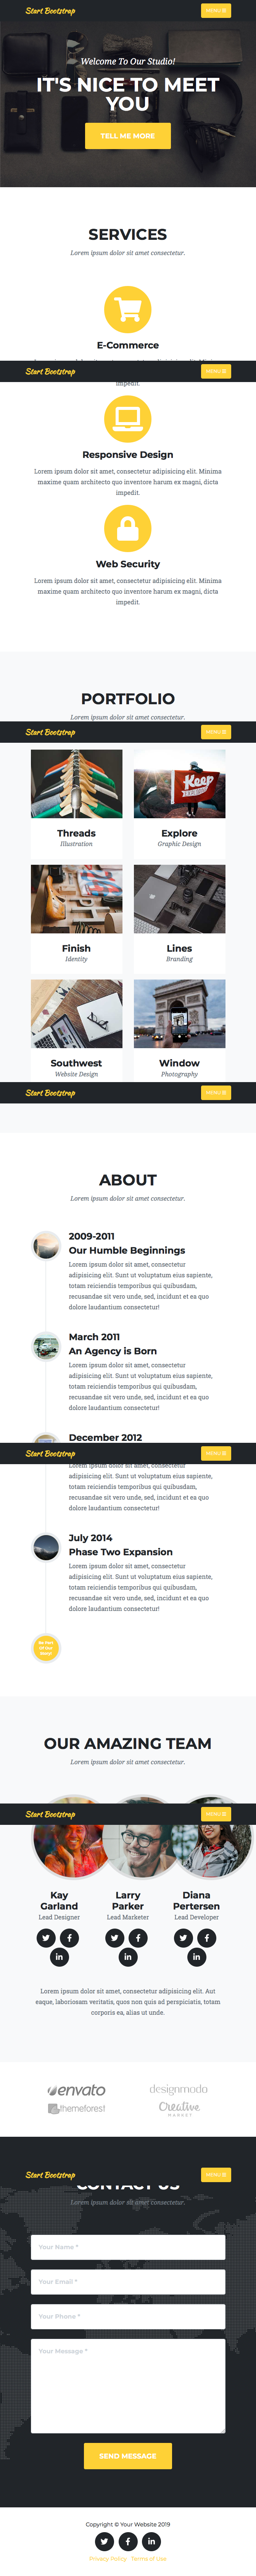 Start Bootstrap
MENU
Welcome To Our Studio!
IT'S NICE TO MEET
YOU
TELL ME MORE
SERVICES
Lorem ipsum dolor sit amet consectetur.
E-Commerce
Start Bootstrap
MENU
impedit.
Responsive Design
Lorem ipsum dolor sit amet, consectetur adipisicing elit. Minima
maxime quam architecto quo inventore harum ex magni, dicta
impedit.
Web Security
Lorem ipsum dolor sit amet, consectetur adipisicing elit. Minima
maxime quam architecto quo inventore harum ex magni, dicta
impedit.
PORTFOLIO
Lorem ipsum dolor sit amet consectetur.
Start Bootstrap
MENU
Keep
Threads
Illustration
Explore
Graphic Design
Finish
Identity
Lines
Branding
Southwest
Website Design
Window
Photography
Start Bootstrap
MENU
ABOUT
Lorem ipsum dolor sit amet consectetur.
2009-2011
Our Humble Beginnings
Lorem ipsum dolor sit amet, consectetur
adipisicing elit. Sunt ut voluptatum eius sapiente,
totam reiciendis temporibus qui quibusdam,
recusandae sit vero unde, sed, incidunt et ea quo
dolore laudantium consectetur!
March 2011
An Agency is Born
Lorem ipsum dolor sit amet, consectetur
adipisicing elit. Sunt ut voluptatum eius sapiente,
totam reiciendis temporibus qui quibusdam,
recusandae sit vero unde, sed, incidunt et ea quo
dolore laudantium consectetur!
December 2012
Start Bootstrap
MENU
Lorem ipsum dolor sit amet, consectetur
adipisicing elit. Sunt ut voluptatum eius sapiente,
totam reiciendis temporibus qui quibusdam,
recusandae sit vero unde, sed, incidunt et ea quo
dolore laudantium consectetur!
July 2014
Phase Two Expansion
Lorem ipsum dolor sit amet, consectetur
adipisicing elit. Sunt ut voluptatum eius sapiente,
totam reiciendis temporibus qui quibusdam,
recusandae sit vero unde, sed, incidunt et ea quo
dolore laudantium consectetur!
Be Part
Of Our
Story!
OUR AMAZING TEAM
Lorem ipsum dolor sit amet consectetur.
Start Bootstrap
MENU
Kay
Garland
Lead Designer
Larry
Parker
Lead Marketer
Diana
Pertersen
Lead Developer
Lorem ipsum dolor sit amet, consectetur adipisicing elit. Aut
eaque, laboriosam veritatis, quos non quis ad perspiciatis, totam
corporis ea, alias ut unde.
envato
designmodo
themeforest
Creative
MARKET
Start Bootstrap
MENU
CONTACT US
Lorem ipsum dolor sit amet consectetur.
Your Name *
Your Email *
Your Phone *
Your Message *
SEND MESSAGE
Copyright © Your Website 2019
Privacy Policy
Terms of Use